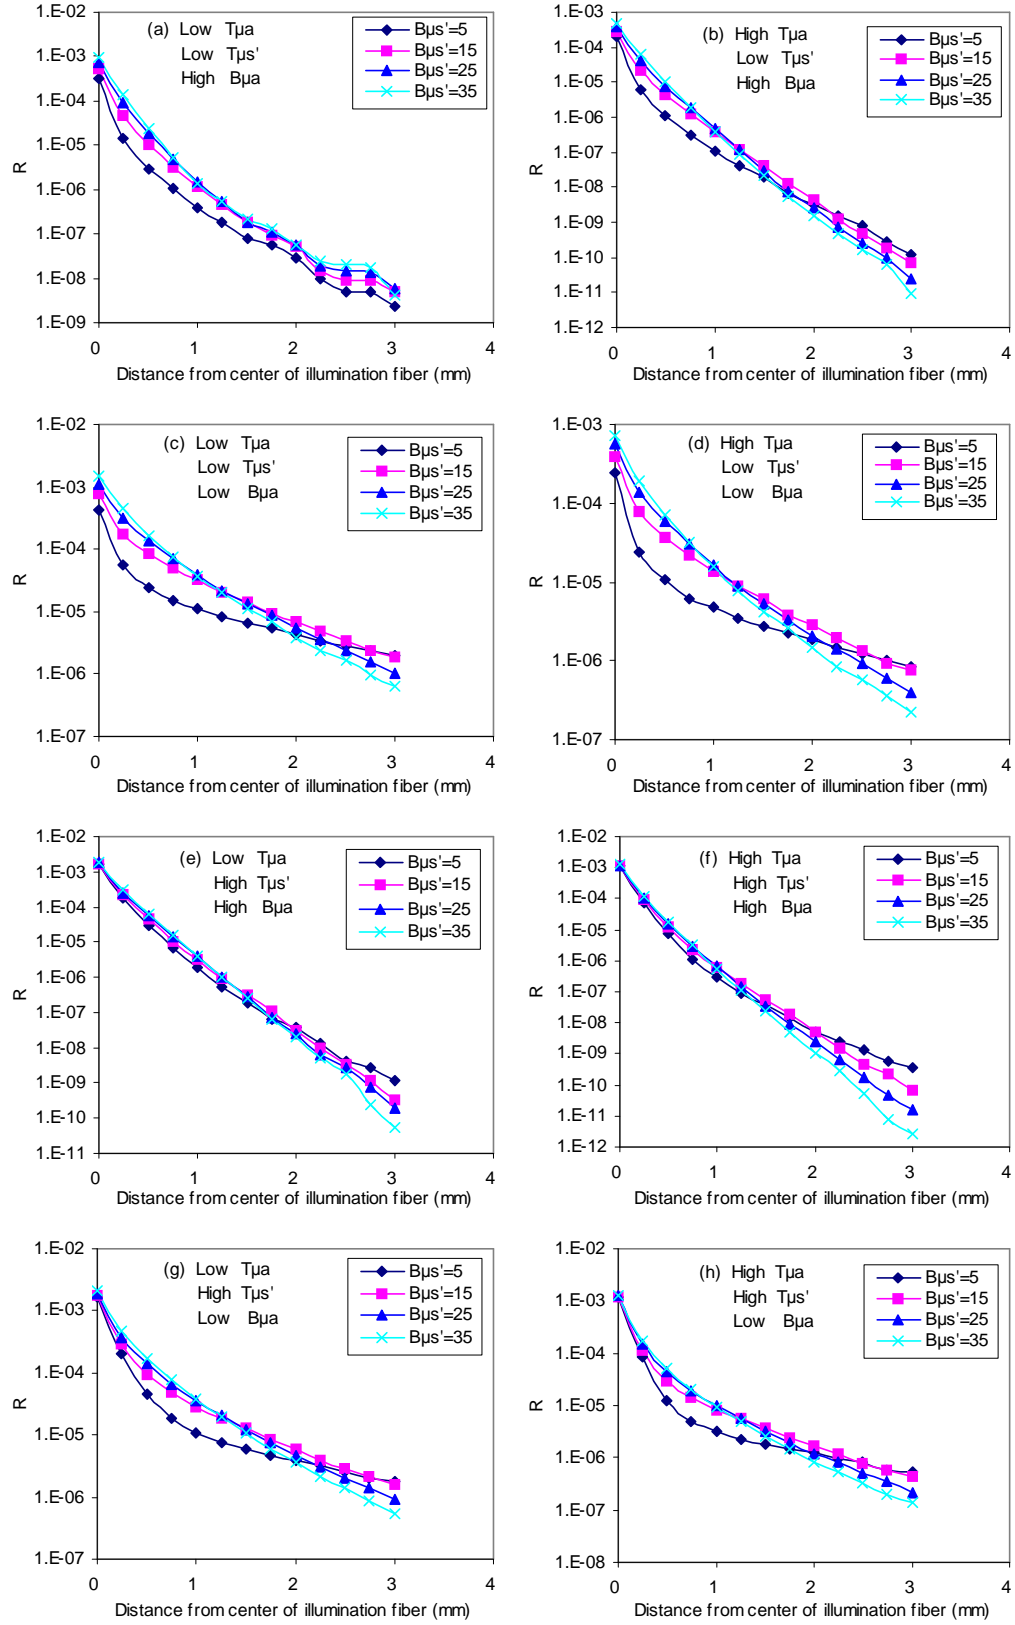 (a) Low Tµa
Low Tµs'
High Bµa
Bµs'=5
Bµs'=15
Bµs'=25
Bµs'=35
1.E-02
1.E-03
1.E-04
1.E-05
1.E-06
1.E-07
1.E-08
1.E-09
R
0 1 2 3 4
Distance from center of illumination fiber (mm)
(b) High Tµa
Low Tµs'
High Bµa
Bµs'=5
Bµs'=15
Bµs'=25
Bµs'=35
1.E-03
1.E-04
1.E-05
1.E-06
1.E-07
1.E-08
1.E-09
1.E-10
1.E-11
1.E-12
R
0 1 2 3 4
Distance from center of illumination fiber (mm)
(c) Low Tµa
Low Tµs'
Low Bµa
Bµs'=5
Bµs'=15
Bµs'=25
Bµs'=35
1.E-02
1.E-03
1.E-04
1.E-05
1.E-06
1.E-07
R
0 1 2 3 4
Distance from center of illumination fiber (mm)
(d) High Tµa
Low Tµs'
Low Bµa
Bµs'=5
Bµs'=15
Bµs'=25
Bµs'=35
1.E-03
1.E-04
1.E-05
1.E-06
1.E-07
R
0 1 2 3 4
Distance from center of illumination fiber (mm)
(e) Low Tµa
High Tµs'
High Bµa
Bµs'=5
Bµs'=15
Bµs'=25
Bµs'=35
1.E-02
1.E-03
1.E-04
1.E-05
1.E-06
1.E-07
1.E-08
1.E-09
1.E-10
1.E-11
R
0 1 2 3 4
Distance from center of illumination fiber (mm)
(f) High Tµa
High Tµs'
High Bµa
Bµs'=5
Bµs'=15
Bµs'=25
Bµs'=35
1.E-02
1.E-03
1.E-04
1.E-05
1.E-06
1.E-07
1.E-08
1.E-09
1.E-10
1.E-11
1.E-12
R
0 1 2 3 4
Distance from center of illumination fiber (mm)
(g) Low Tµa
High Tµs'
Low Bµa
Bµs'=5
Bµs'=15
Bµs'=25
Bµs'=35
1.E-02
1.E-03
1.E-04
1.E-05
1.E-06
1.E-07
R
0 1 2 3 4
Distance from center of illumination fiber (mm)
(h) High Tµa
High Tµs'
Low Bµa
Bµs'=5
Bµs'=15
Bµs'=25
Bµs'=35
1.E-02
1.E-03
1.E-04
1.E-05
1.E-06
1.E-07
1.E-08
R
0 1 2 3 4
Distance from center of illumination fiber (mm)